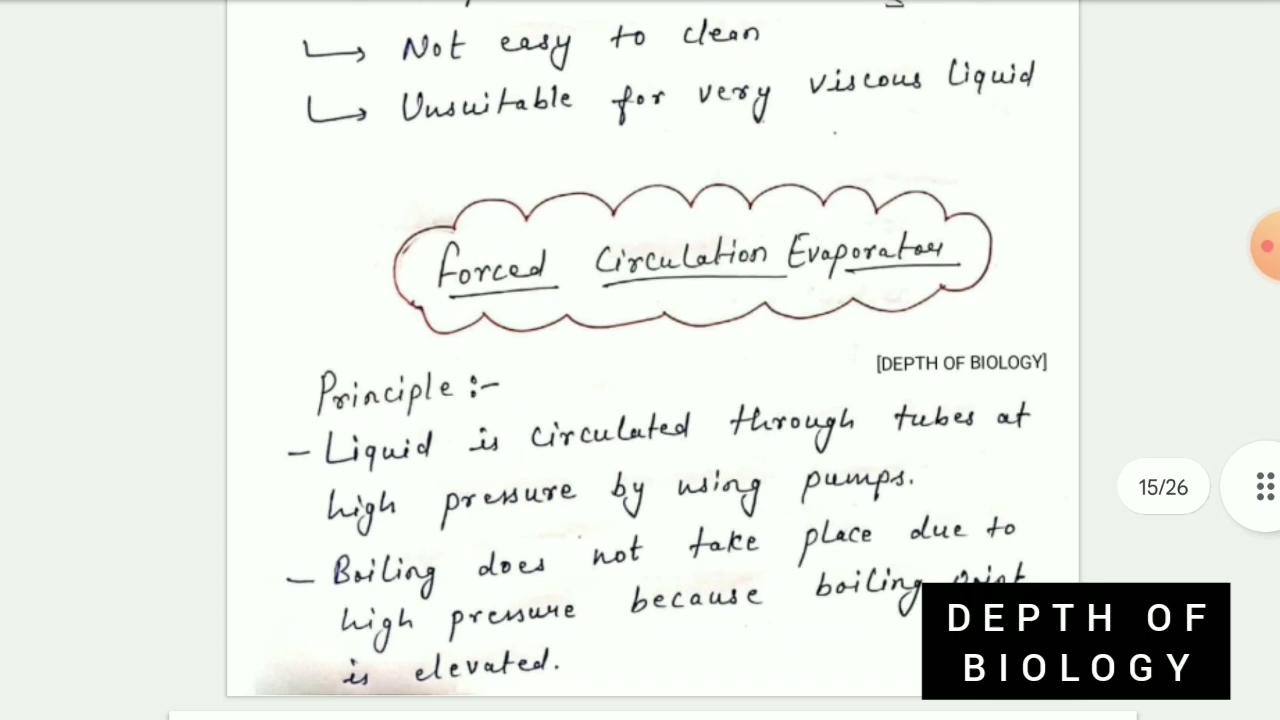 ↳ Not easy to clean
↳ Unsuitable for very viscous liquid
Forced Circulation Evaporator
[DEPTH OF BIOLOGY]
Principle :-
- Liquid is circulated through tubes at
high pressure by using pumps.
15/26
- Boiling does not take place due to
high pressure because boiling point
is elevated.
DEPTH OF
BIOLOGY